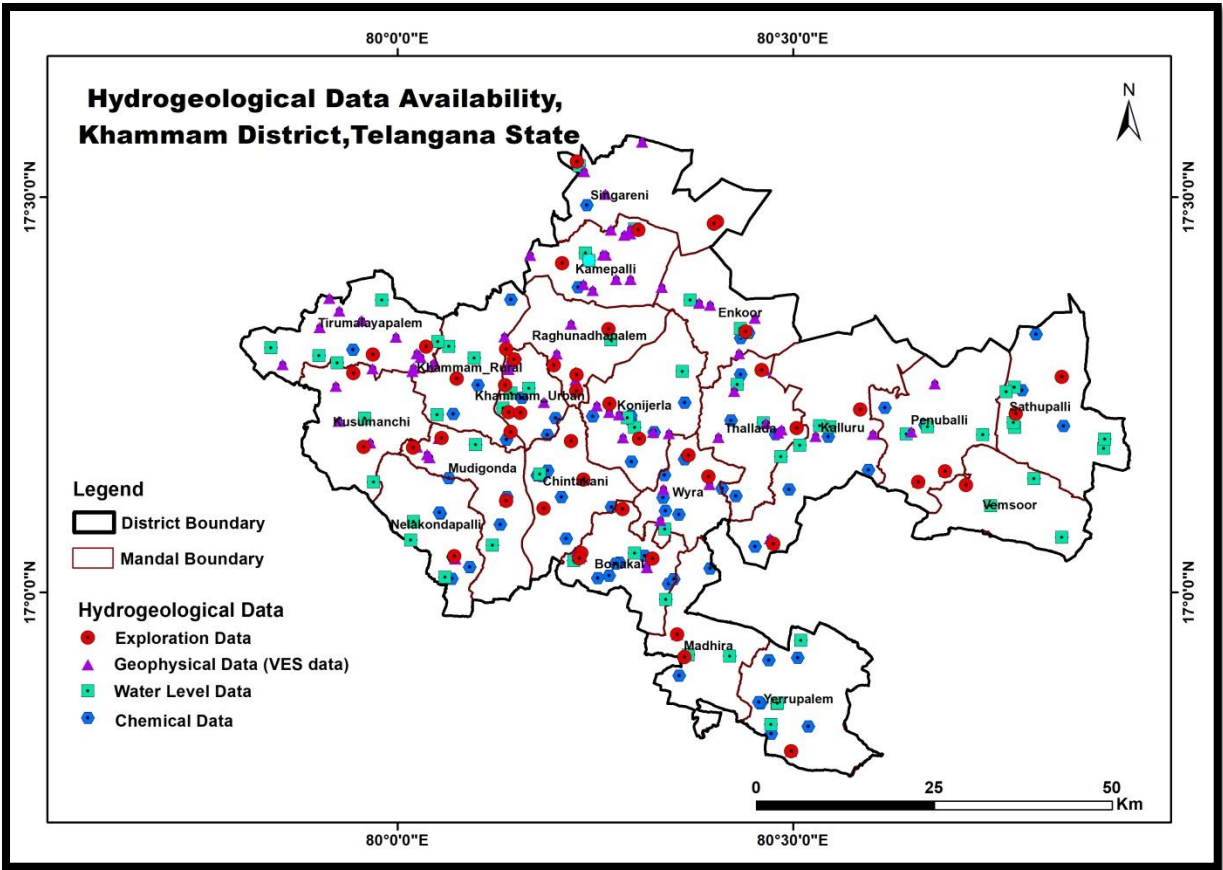 80°0'0"E
80°30'0"E
Hydrogeological Data Availability,
Khammam District,Telangana State
N
17°30'0"N
17°30'0"N
Singareni
Kamepalli
Enkoor
Tirumalayapalem
Raghunadhapalem
Khammam_Rural
Khammam_Urban
Konijerla
Sathupalli
Kusumanchi
Penuballi
Thallada
Kalluru
Mudigonda
Chintakani
Wyra
Legend
District Boundary
Mandal Boundary
Vemsoor
Nelakondapalli
Bonakal
17°0'0"N
17°0'0"N
Hydrogeological Data
Exploration Data
Geophysical Data (VES data)
Water Level Data
Chemical Data
Madhira
Yerrupalem
0 25 50
Km
80°0'0"E
80°30'0"E